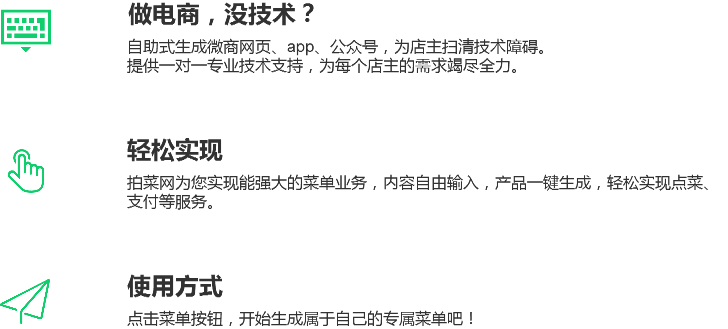 做电商，没技术？
自助式生成微商网页、app、公众号，为店主扫清技术障碍。
提供一对一专业技术支持，为每个店主的需求竭尽全力。
轻松实现
拍菜网为您实现能强大的菜单业务，内容自由输入，产品一键生成，轻松实现点菜、
支付等服务。
使用方式
点击菜单按钮，开始生成属于自己的专属菜单吧！